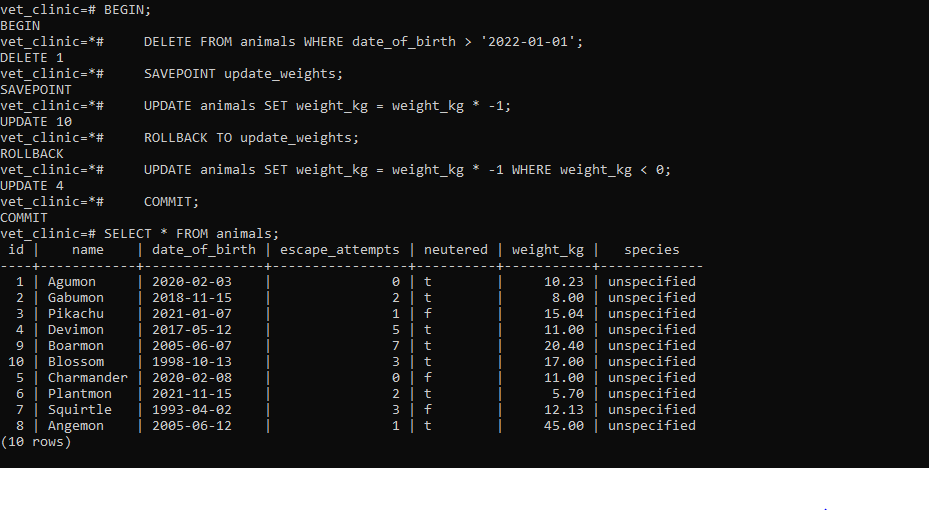 vet_clinic=# BEGIN;
BEGIN
vet_clinic=*#     DELETE FROM animals WHERE date_of_birth > '2022-01-01';
DELETE 1
vet_clinic=*#     SAVEPOINT update_weights;
SAVEPOINT
vet_clinic=*#     UPDATE animals SET weight_kg = weight_kg * -1;
UPDATE 10
vet_clinic=*#     ROLLBACK TO update_weights;
ROLLBACK
vet_clinic=*#     UPDATE animals SET weight_kg = weight_kg * -1 WHERE weight_kg < 0;
UPDATE 4
vet_clinic=*#     COMMIT;
COMMIT
vet_clinic=# SELECT * FROM animals;
 id |    name    | date_of_birth | escape_attempts | neutered | weight_kg |   species
----+------------+---------------+-----------------+----------+-----------+-------------
  1 | Agumon     | 2020-02-03    |               0 | t        |     10.23 | unspecified
  2 | Gabumon    | 2018-11-15    |               2 | t        |      8.00 | unspecified
  3 | Pikachu    | 2021-01-07    |               1 | f        |     15.04 | unspecified
  4 | Devimon    | 2017-05-12    |               5 | t        |     11.00 | unspecified
  9 | Boarmon    | 2005-06-07    |               7 | t        |     20.40 | unspecified
 10 | Blossom    | 1998-10-13    |               3 | t        |     17.00 | unspecified
  5 | Charmander | 2020-02-08    |               0 | f        |     11.00 | unspecified
  6 | Plantmon   | 2021-11-15    |               2 | t        |      5.70 | unspecified
  7 | Squirtle   | 1993-04-02    |               3 | f        |     12.13 | unspecified
  8 | Angemon    | 2005-06-12    |               1 | t        |     45.00 | unspecified
(10 rows)